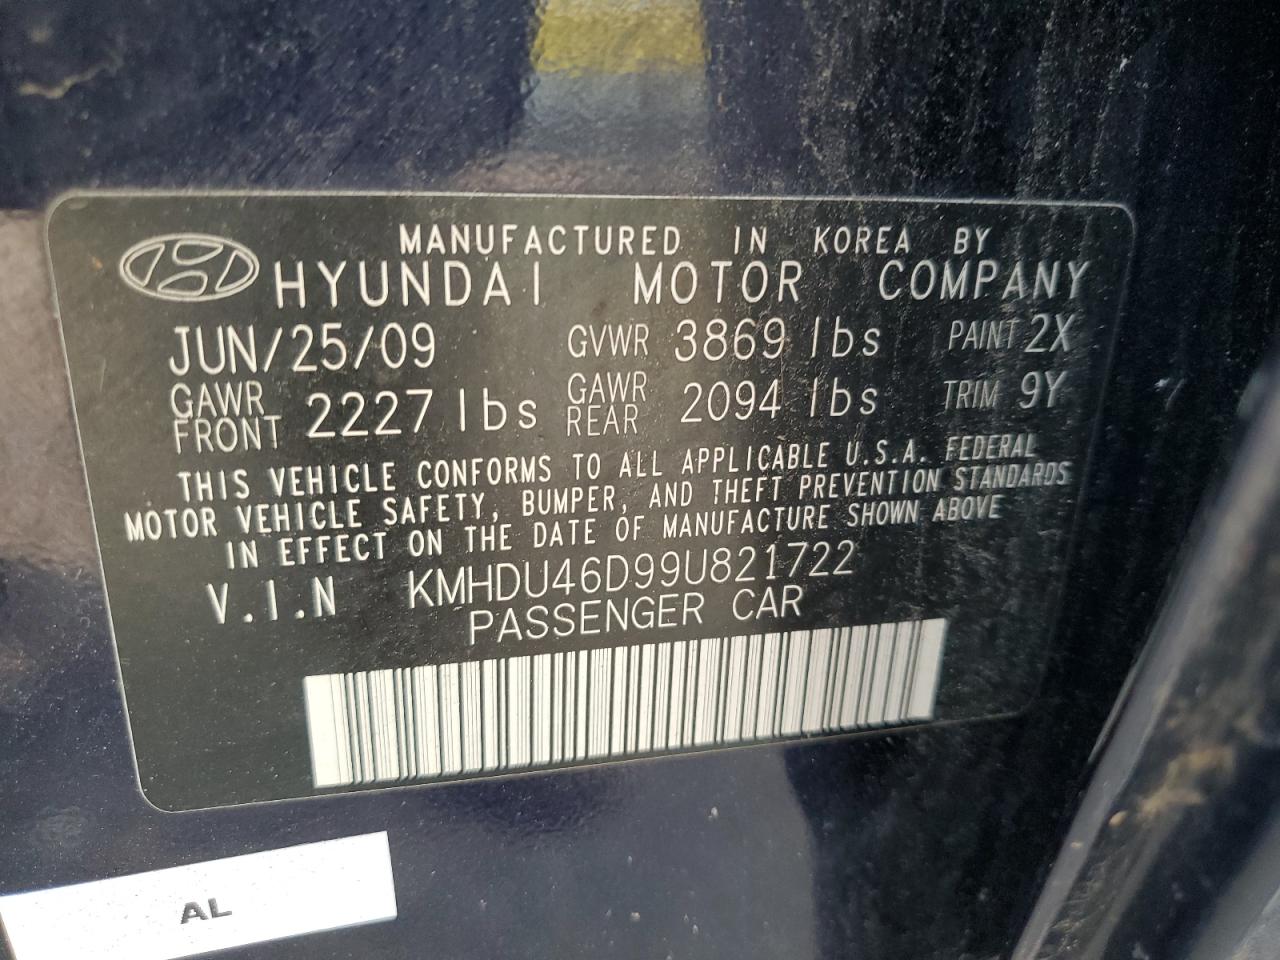 MANUFACTURED IN KOREA BY
HYUNDAI MOTOR COMPANY
JUN/25/09 GVWR 3869 lbs PAINT 2X
GAWR FRONT 2227 lbs GAWR REAR 2094 lbs TRIM 9Y
THIS VEHICLE CONFORMS TO ALL APPLICABLE U.S.A. FEDERAL
MOTOR VEHICLE SAFETY, BUMPER, AND THEFT PREVENTION STANDARDS
IN EFFECT ON THE DATE OF MANUFACTURE SHOWN ABOVE
V.I.N KMHDU46D99U821722
PASSENGER CAR
AL